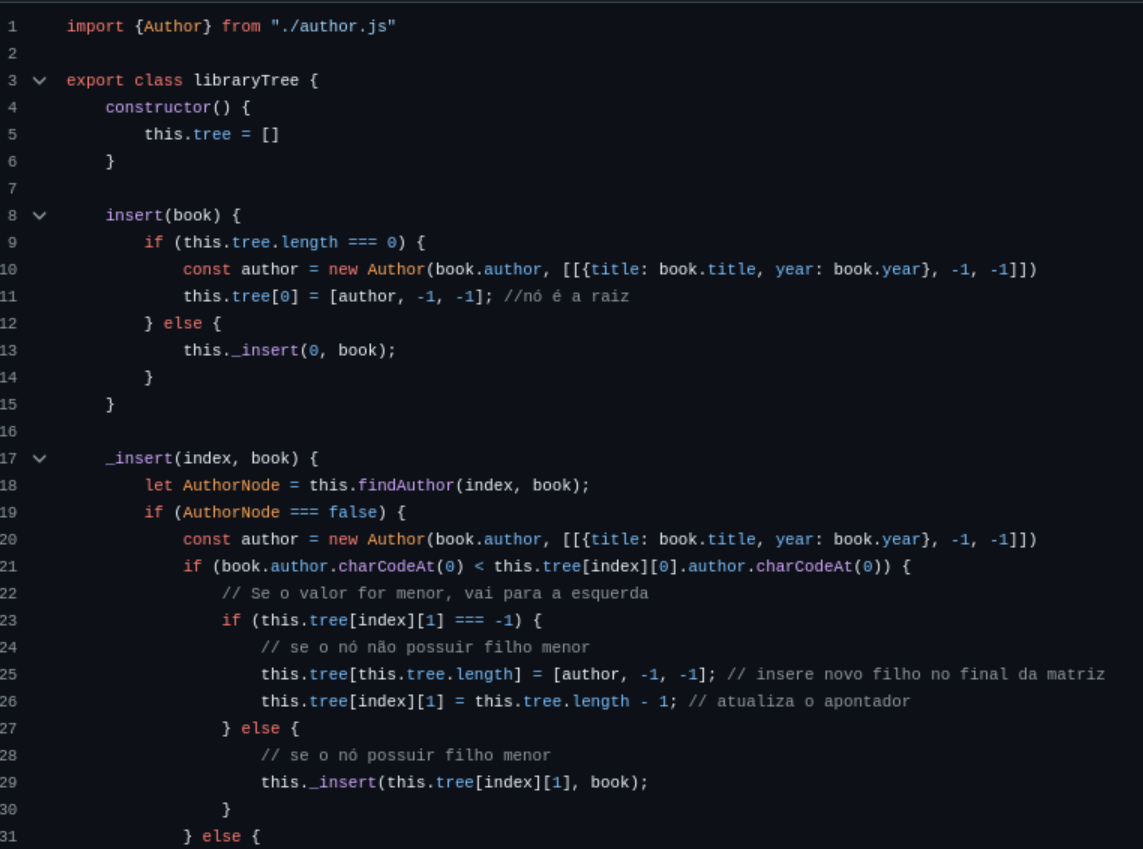 1 import {Author} from "./author.js"
2
3 export class libraryTree {
4     constructor() {
5         this.tree = []
6     }
7
8     insert(book) {
9         if (this.tree.length === 0) {
10             const author = new Author(book.author, [[{title: book.title, year: book.year}, -1, -1]])
11             this.tree[0] = [author, -1, -1]; //nó é a raiz
12         } else {
13             this._insert(0, book);
14         }
15     }
16
17     _insert(index, book) {
18         let AuthorNode = this.findAuthor(index, book);
19         if (AuthorNode === false) {
20             const author = new Author(book.author, [[{title: book.title, year: book.year}, -1, -1]])
21             if (book.author.charCodeAt(0) < this.tree[index][0].author.charCodeAt(0)) {
22                 // Se o valor for menor, vai para a esquerda
23                 if (this.tree[index][1] === -1) {
24                     // se o nó não possuir filho menor
25                     this.tree[this.tree.length] = [author, -1, -1]; // insere novo filho no final da matriz
26                     this.tree[index][1] = this.tree.length - 1; // atualiza o apontador
27                 } else {
28                     // se o nó possuir filho menor
29                     this._insert(this.tree[index][1], book);
30                 }
31             } else {